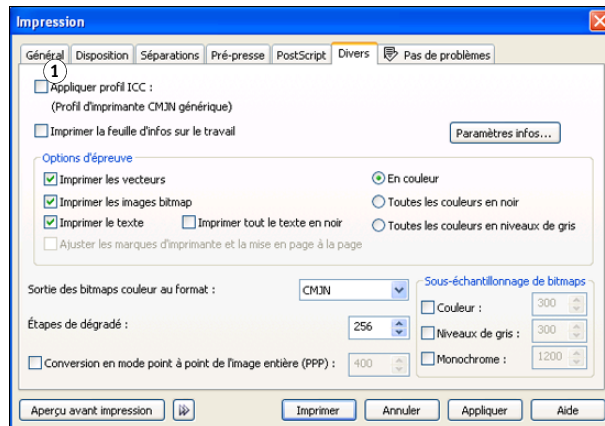 Impression
Général Disposition Séparations Pré-presse PostScript Divers Pas de problèmes
1
Appliquer profil ICC :
(Profil d'imprimante CMJN générique)
Imprimer la feuille d'infos sur le travail
Paramètres infos...
Options d'épreuve
Imprimer les vecteurs
En couleur
Imprimer les images bitmap
Toutes les couleurs en noir
Imprimer le texte
Imprimer tout le texte en noir
Toutes les couleurs en niveaux de gris
Ajuster les marques d'imprimante et la mise en page à la page
Sortie des bitmaps couleur au format :
CMJN
Étapes de dégradé :
256
Conversion en mode point à point de l'image entière (PPP) :
400
Sous-échantillonnage de bitmaps
Couleur :
300
Niveaux de gris :
300
Monochrome :
1200
Aperçu avant impression
Imprimer
Annuler
Appliquer
Aide